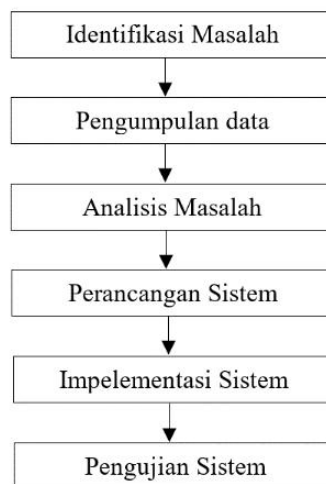 Identifikasi Masalah
Pengumpulan data
Analisis Masalah
Perancangan Sistem
Impelementasi Sistem
Pengujian Sistem